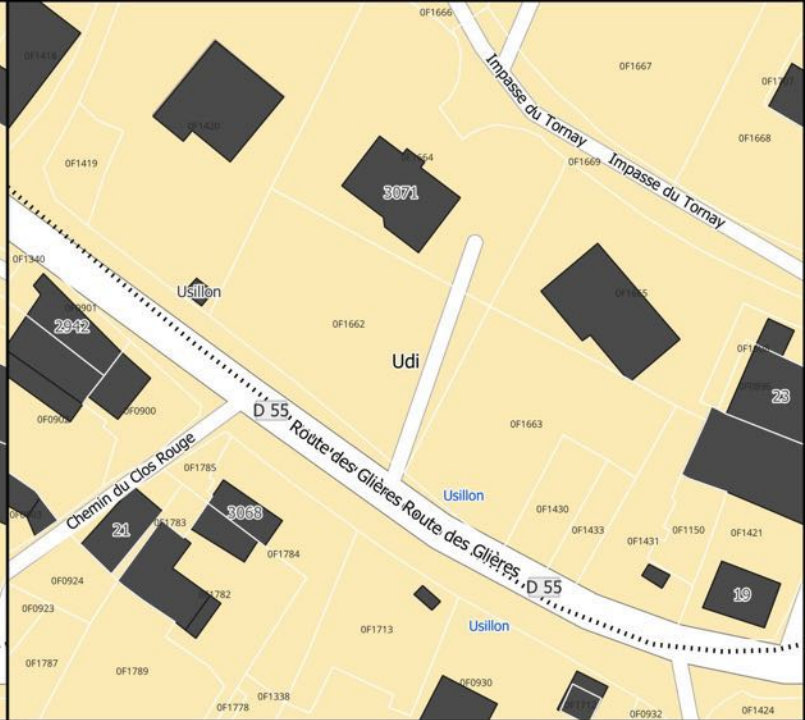 0F1666
0F1418
0F1667
0F1707
Impasse du Tornay
0F1420
0F1668
0F1664
0F1419
0F1669
Impasse du Tornay
3071
0F1340
Usillon
0F1665
0F0901
2942
0F1662
Udi
23
0F0902
0F0900
D 55
Route des Glières
Route des Glières
0F1663
Chemin du Clos Rouge
0F1785
Usillon
0F1430
3068
0F1783
21
0F1433
0F1150
0F1421
0F1431
0F1784
0F0924
D 55
19
0F1782
0F0923
Usillon
0F1713
0F1787
0F1789
0F0930
0F1338
0F1778
0F1712
0F0932
0F1424